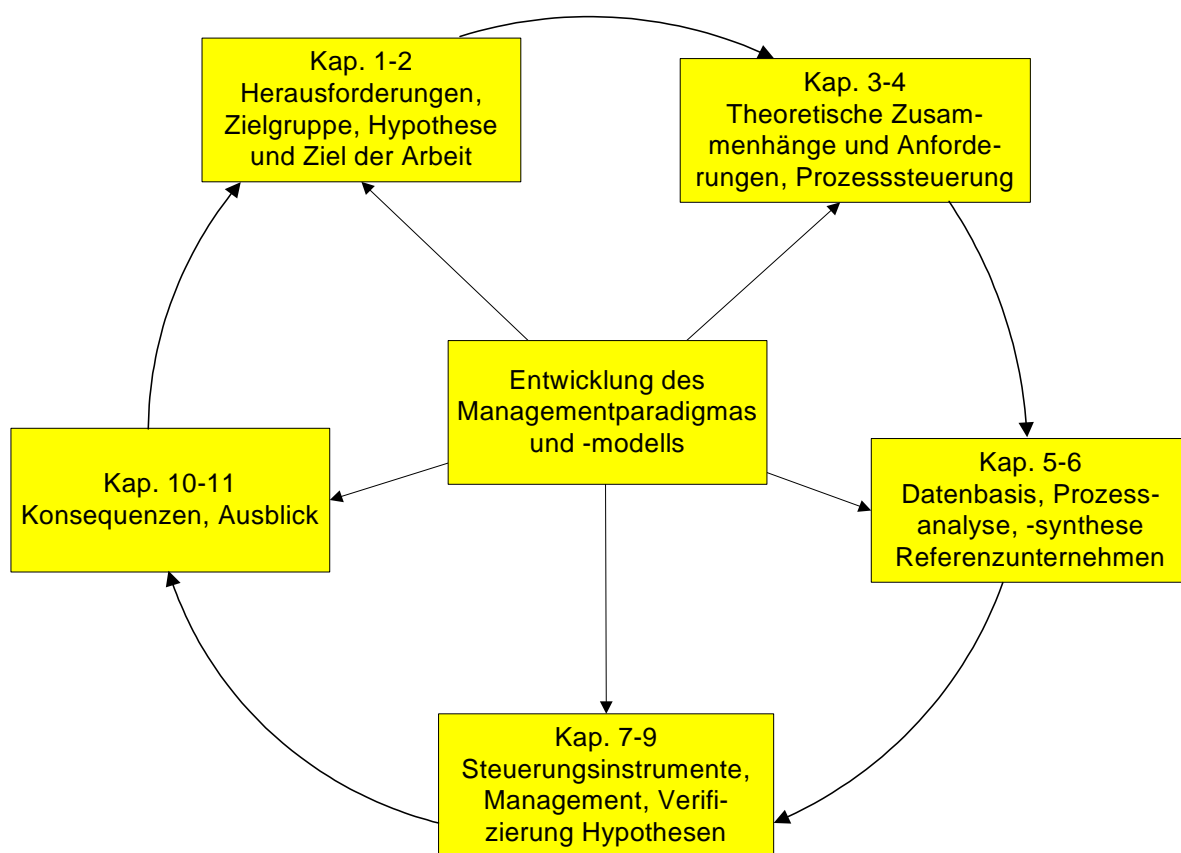 Kap. 1-2
Herausforderungen,
Zielgruppe, Hypothese
und Ziel der Arbeit
Kap. 3-4
Theoretische Zusam-
menhänge und Anforde-
rungen, Prozesssteuerung
Entwicklung des
Managementparadigmas
und -modells
Kap. 10-11
Konsequenzen, Ausblick
Kap. 5-6
Datenbasis, Prozess-
analyse, -synthese
Referenzunternehmen
Kap. 7-9
Steuerungsinstrumente,
Management, Verifi-
zierung Hypothesen